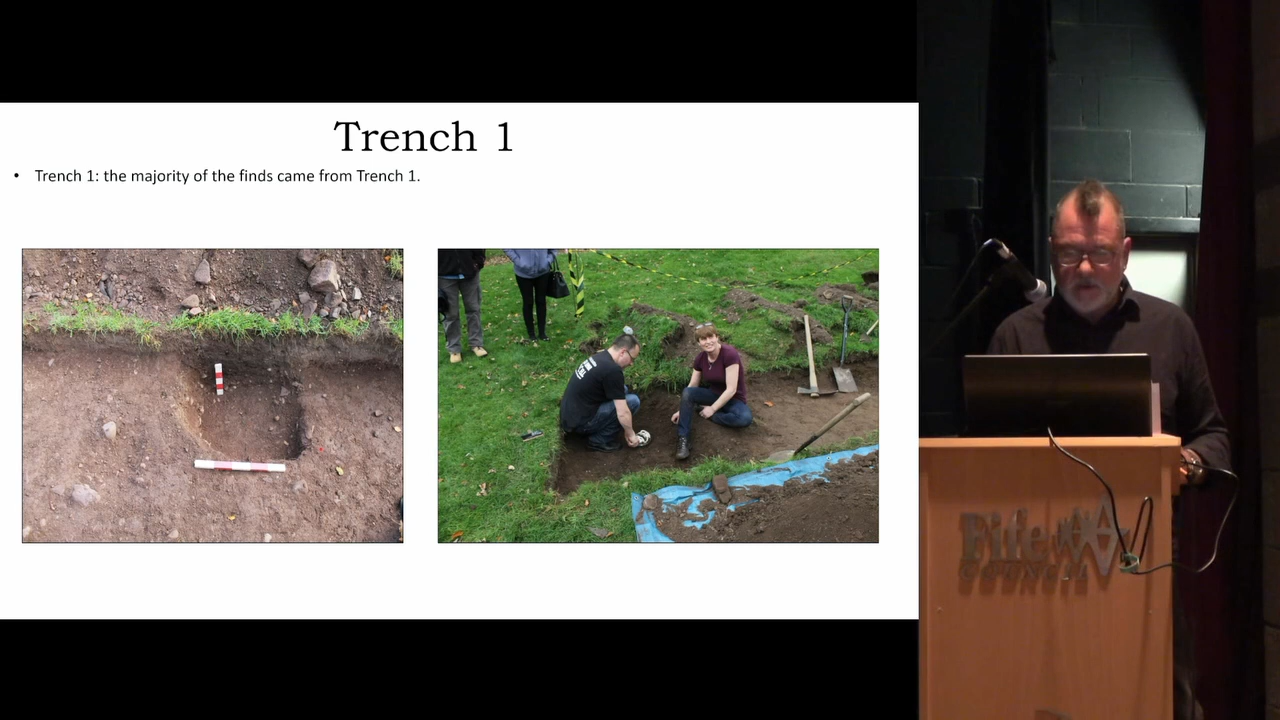 Trench 1
• Trench 1: the majority of the finds came from Trench 1.
Fife
COUNCIL